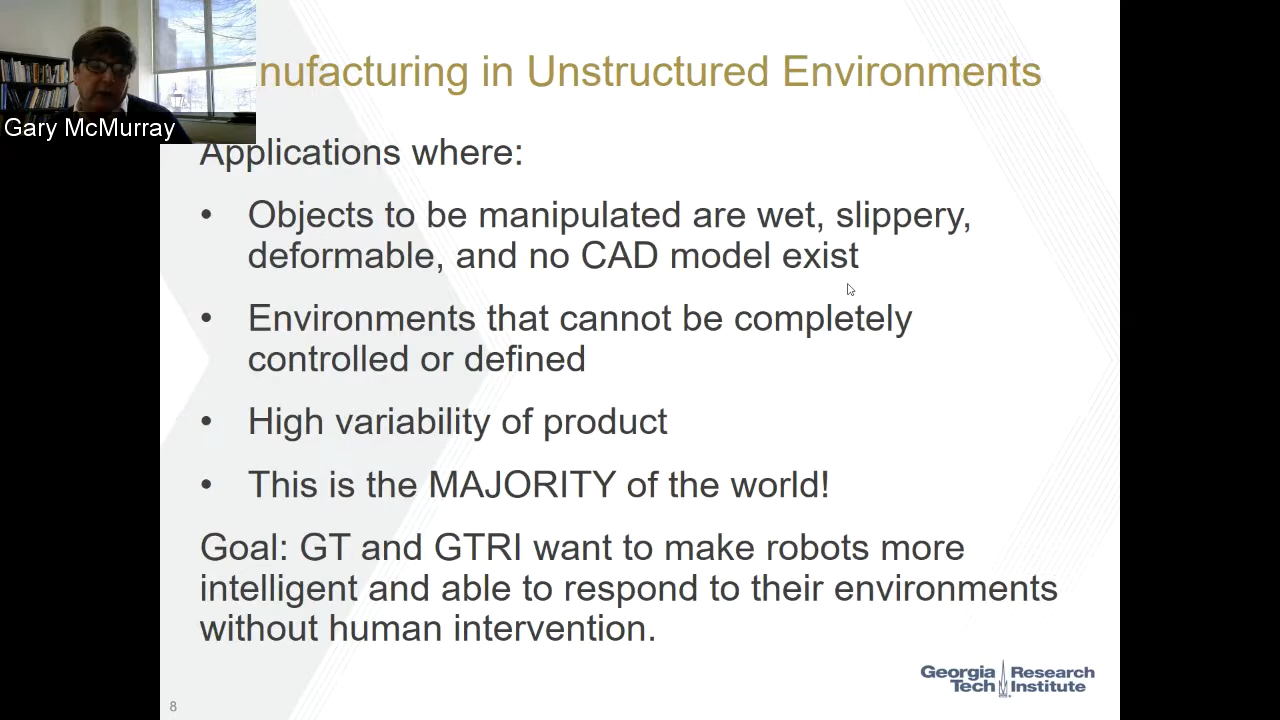 nufacturing in Unstructured Environments
Gary McMurray
Applications where:
• Objects to be manipulated are wet, slippery,
deformable, and no CAD model exist
• Environments that cannot be completely
controlled or defined
• High variability of product
• This is the MAJORITY of the world!
Goal: GT and GTRI want to make robots more
intelligent and able to respond to their environments
without human intervention.
Georgia Research
Tech Institute
8